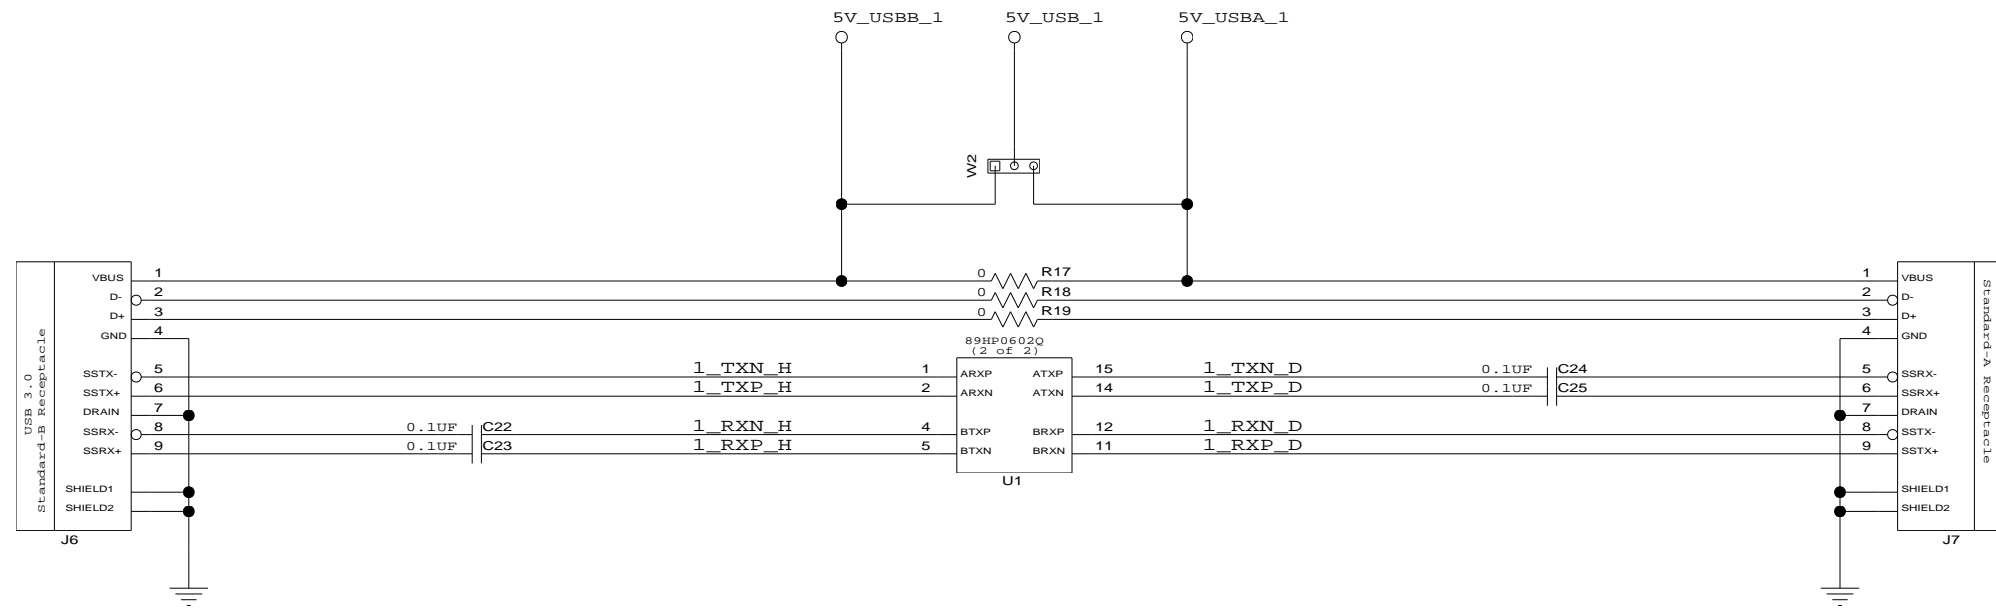 5V_USBB_1 5V_USB_1 5V_USBA_1
W2
VBUS 1 0 R17 1 VBUS
D- 2 0 R18 2 D-
D+ 3 0 R19 3 D+
GND 4 4 GND
89HP0602Q
(2 of 2)
SSTX- 5 1_TXN_H 1 ARXP ATXP 15 1_TXN_D 0.1UF C24 5 SSRX-
SSTX+ 6 1_TXP_H 2 ARXN ATXN 14 1_TXP_D 0.1UF C25 6 SSRX+
DRAIN 7 7 DRAIN
SSRX- 8 0.1UF C22 1_RXN_H 4 BTXP BRXP 12 1_RXN_D 8 SSTX-
SSRX+ 9 0.1UF C23 1_RXP_H 5 BTXN BRXN 11 1_RXP_D 9 SSTX+
U1
SHIELD1 SHIELD1
SHIELD2 SHIELD2
J6 J7
USB 3.0
Standard-B Receptacle
Standard-A Receptacle